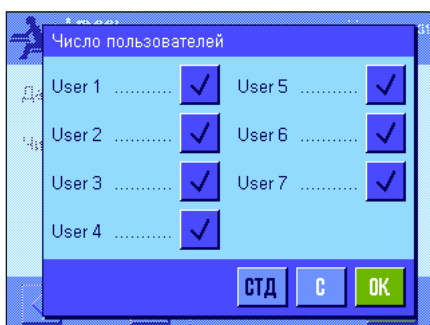 Число пользователей
User 1 ........... User 5 ...........
User 2 ........... User 6 ...........
User 3 ........... User 7 ...........
User 4 ...........
СТД C OK